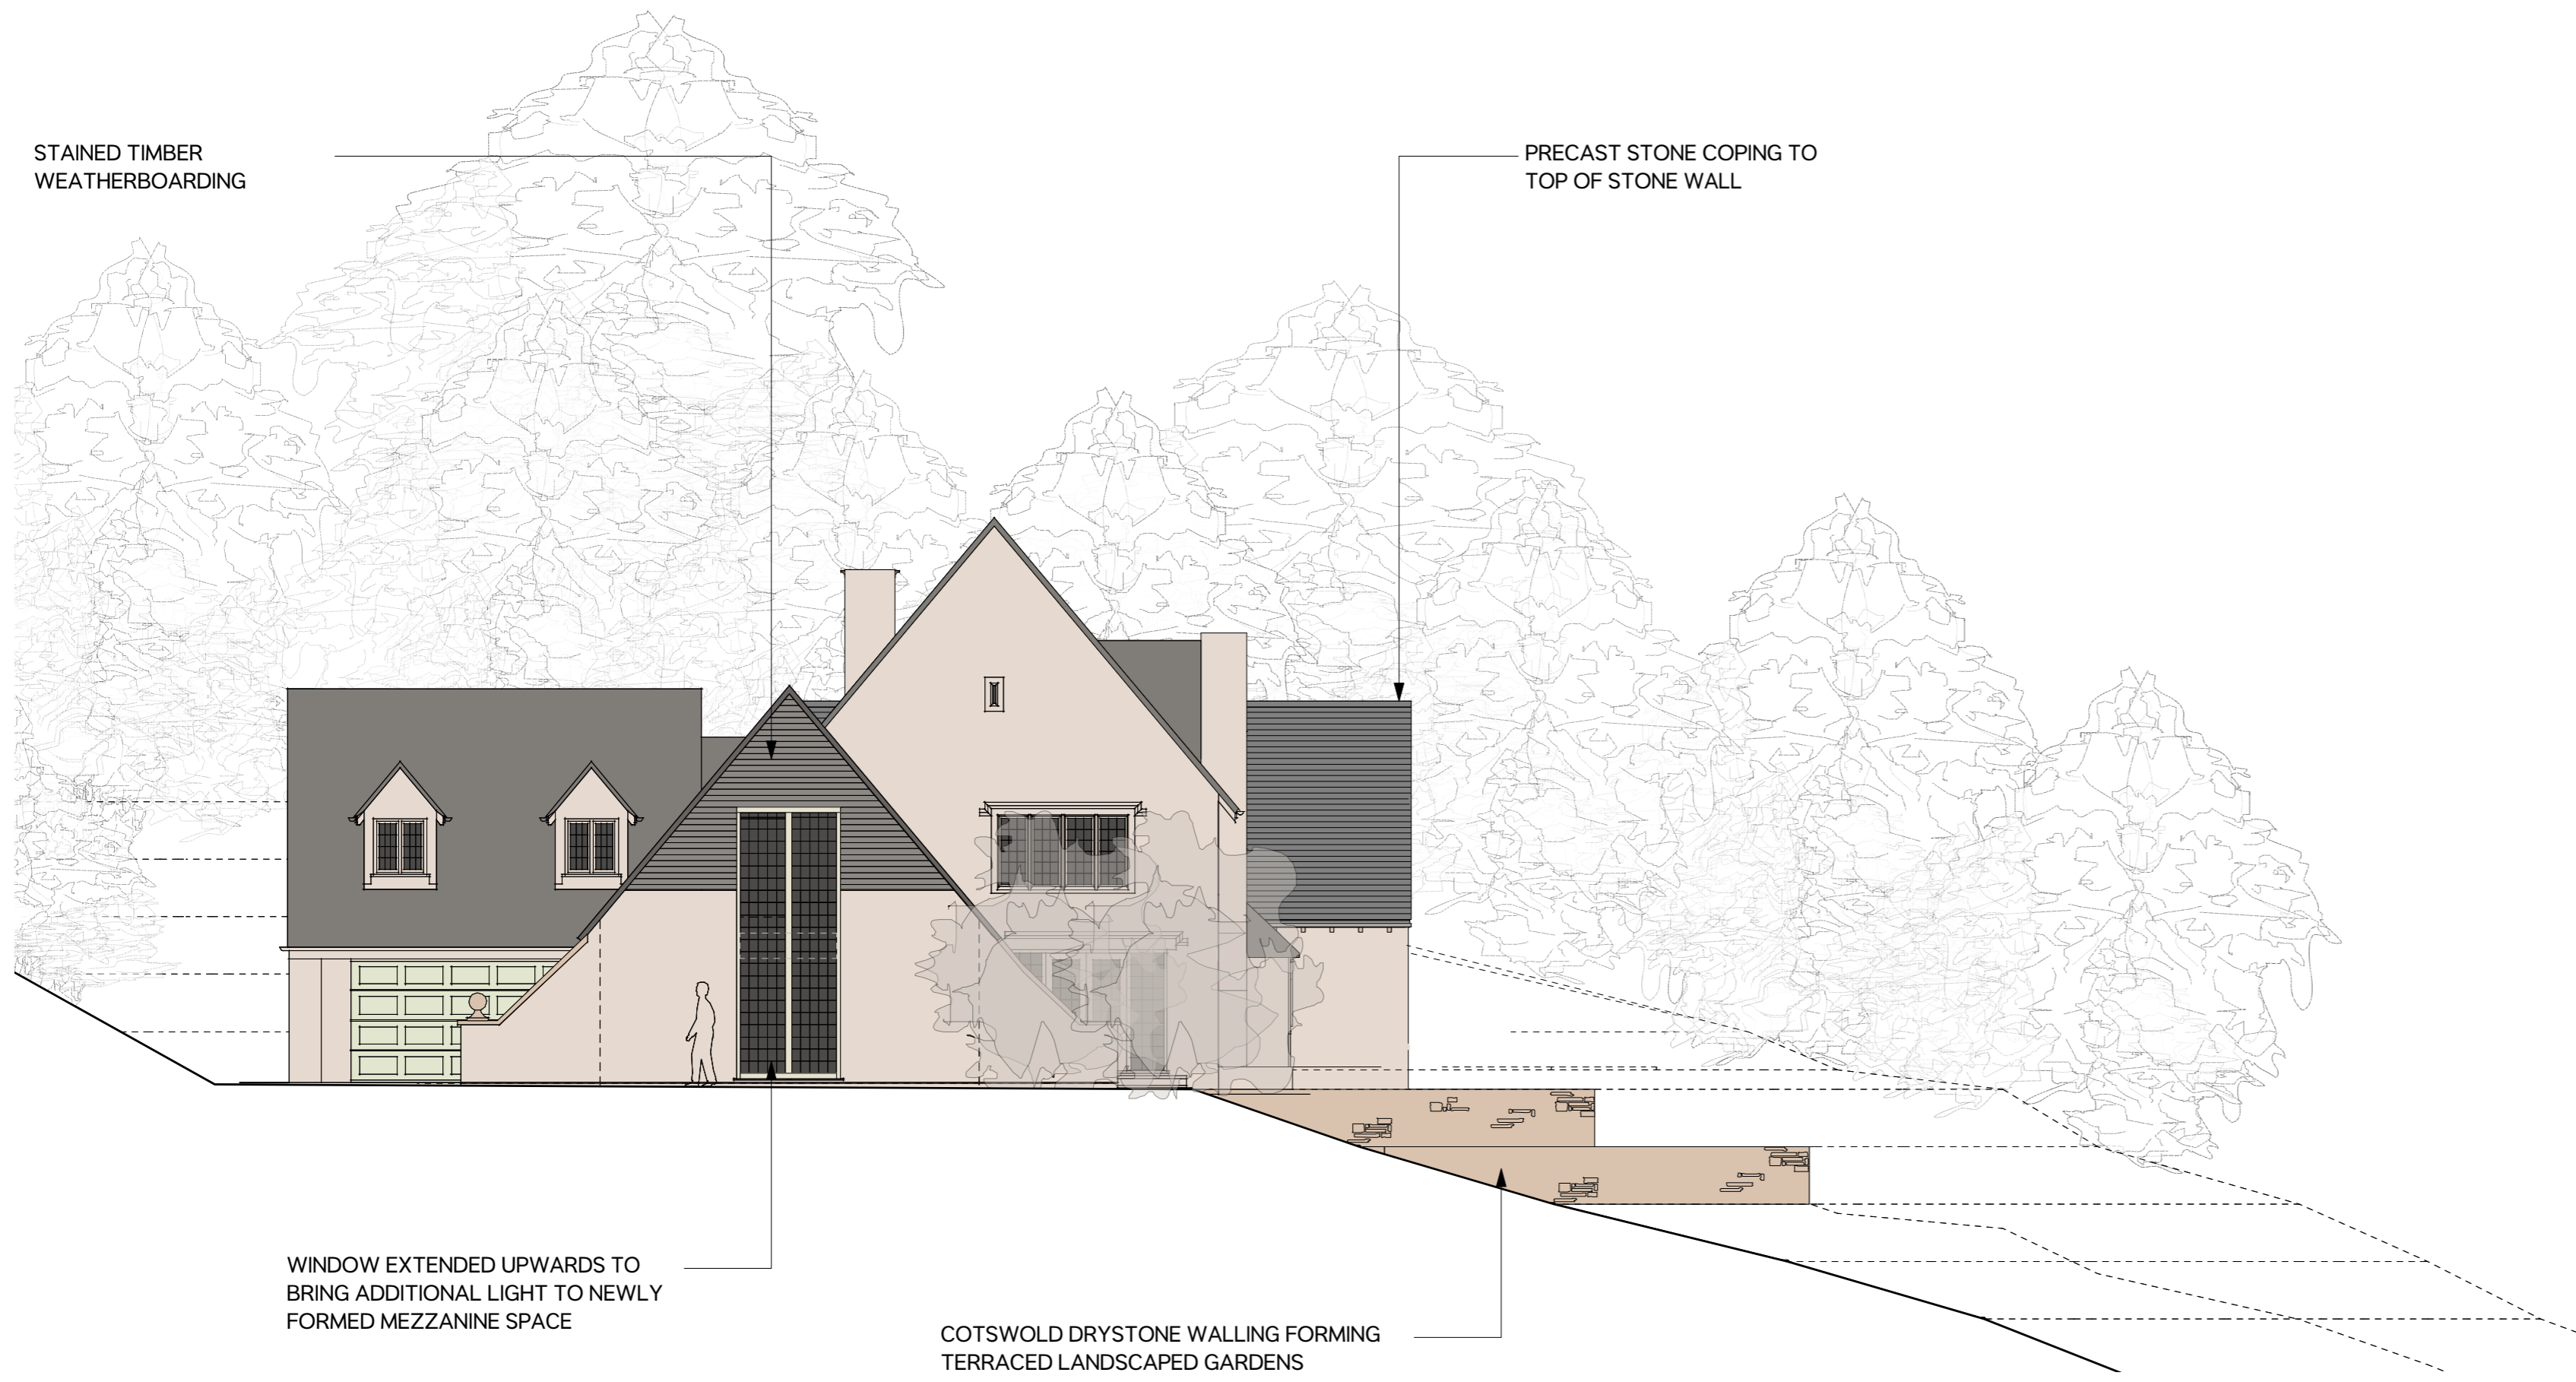 STAINED TIMBER
WEATHERBOARDING
PRECAST STONE COPING TO
TOP OF STONE WALL
WINDOW EXTENDED UPWARDS TO
BRING ADDITIONAL LIGHT TO NEWLY
FORMED MEZZANINE SPACE
COTSWOLD DRYSTONE WALLING FORMING
TERRACED LANDSCAPED GARDENS